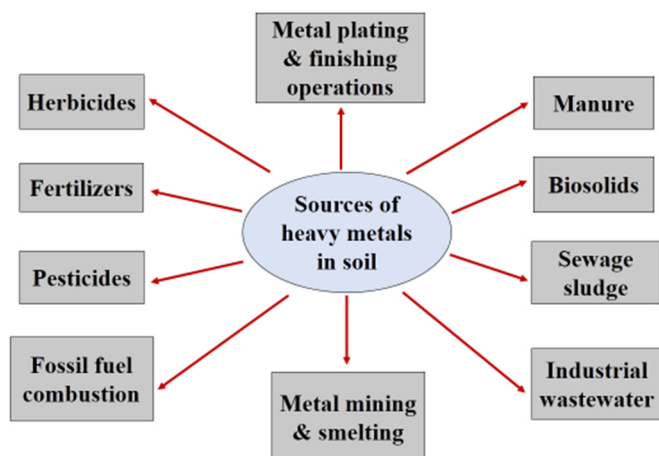 Metal plating
& finishing
operations
Herbicides
Manure
Fertilizers
Biosolids
Sources of
heavy metals
in soil
Pesticides
Sewage
sludge
Fossil fuel
combustion
Metal mining
& smelting
Industrial
wastewater